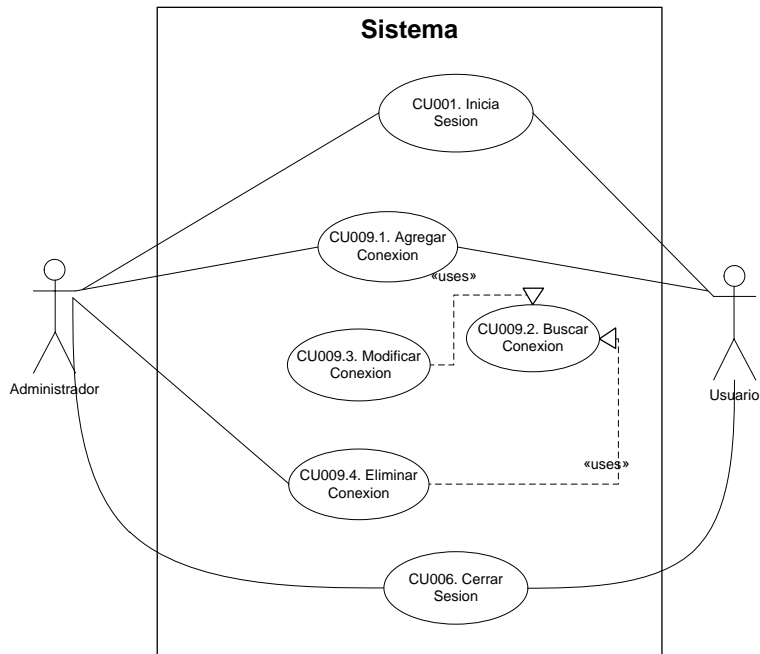 Sistema
CU001. Inicia
Sesion
CU009.1. Agregar
Conexion
«uses»
CU009.2. Buscar
Conexion
CU009.3. Modificar
Conexion
Administrador
Usuario
CU009.4. Eliminar
Conexion
«uses»
CU006. Cerrar
Sesion